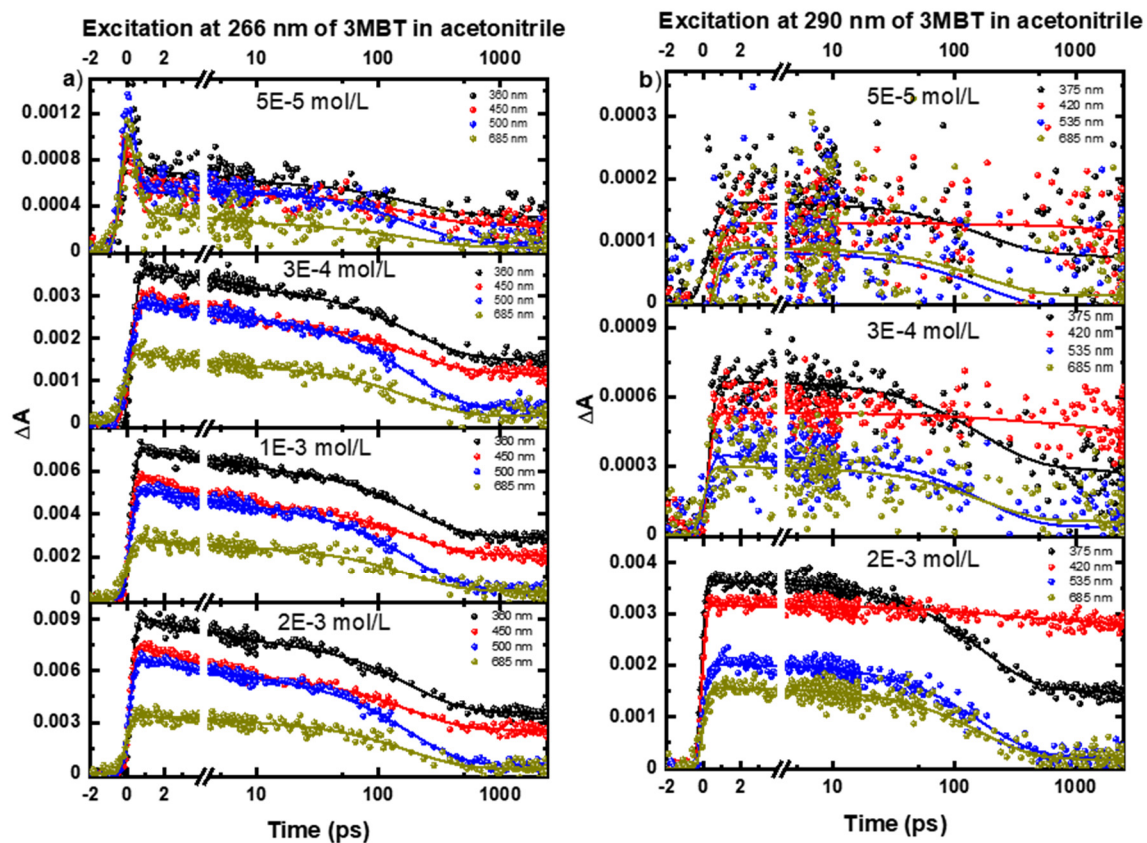 Excitation at 266 nm of 3MBT in acetonitrile
-2 0 2 10 100 1000
a)
5E-5 mol/L
360 nm
450 nm
500 nm
685 nm
0.0012
0.0008
0.0004
0
3E-4 mol/L
360 nm
450 nm
500 nm
685 nm
0.003
0.002
0.001
0
1E-3 mol/L
360 nm
450 nm
500 nm
685 nm
0.006
0.004
0.002
0
2E-3 mol/L
360 nm
450 nm
500 nm
685 nm
0.009
0.006
0.003
0
ΔA
-2 0 2 10 100 1000
Time (ps)
Excitation at 290 nm of 3MBT in acetonitrile
-2 0 2 10 100 1000
b)
5E-5 mol/L
375 nm
420 nm
535 nm
685 nm
0.0003
0.0002
0.0001
0
3E-4 mol/L
375 nm
420 nm
535 nm
685 nm
0.0009
0.0006
0.0003
0
2E-3 mol/L
375 nm
420 nm
535 nm
685 nm
0.004
0.003
0.002
0.001
0
ΔA
-2 0 2 10 100 1000
Time (ps)